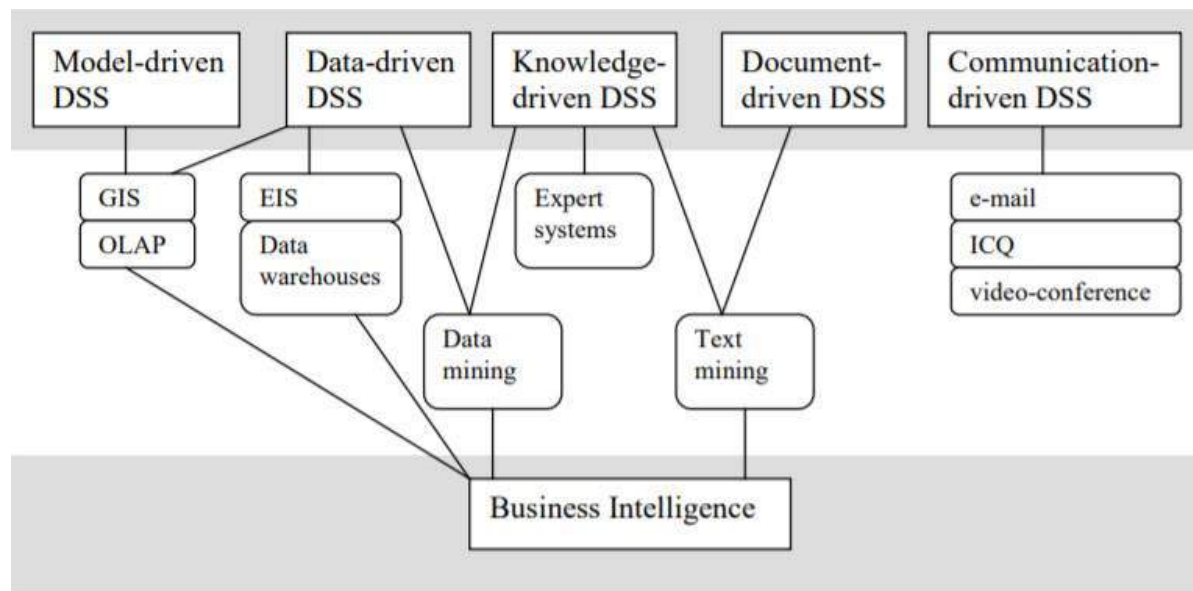 Model-driven
DSS
Data-driven
DSS
Knowledge-
driven DSS
Document-
driven DSS
Communication-
driven DSS
GIS
OLAP
EIS
Data
warehouses
Expert
systems
e-mail
ICQ
video-conference
Data
mining
Text
mining
Business Intelligence